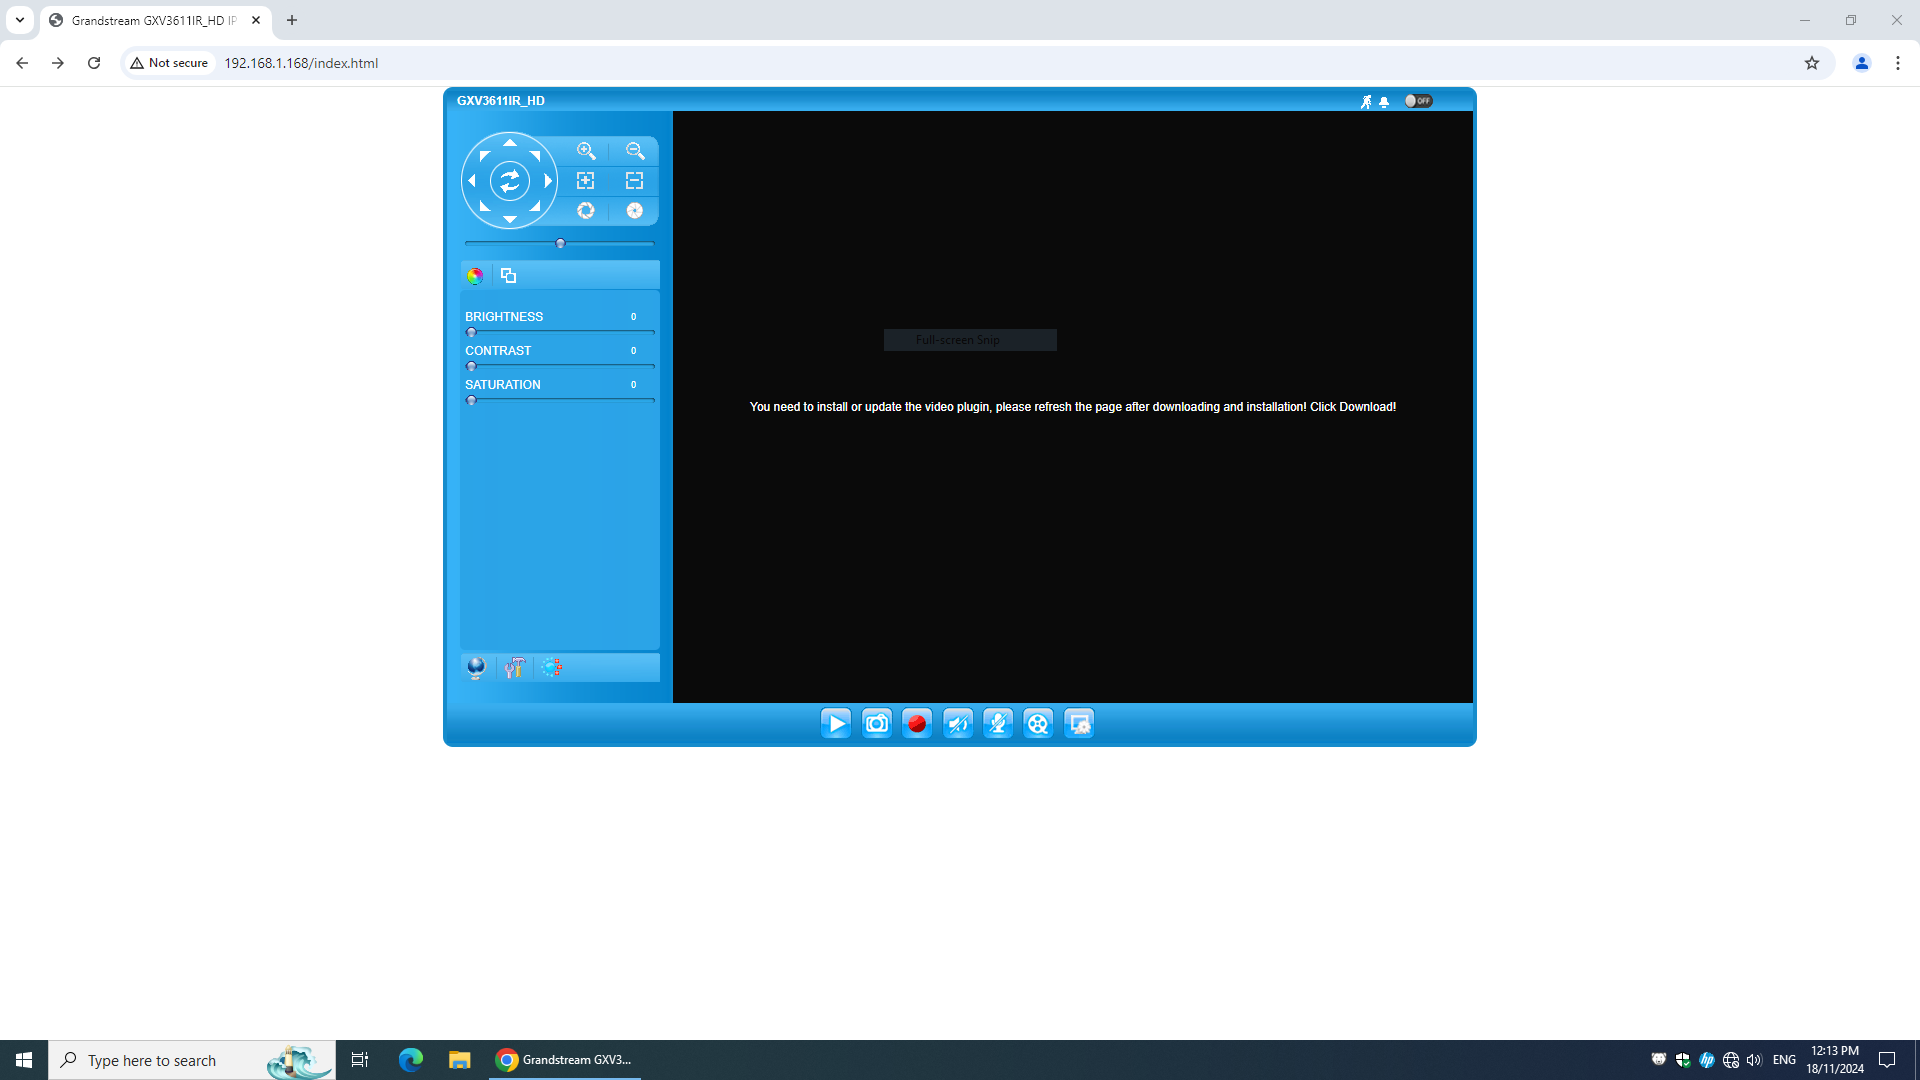 Grandstream GXV3611IR_HD IP
Not secure
192.168.1.168/index.html
GXV3611IR_HD
OFF
BRIGHTNESS 0
CONTRAST 0
SATURATION 0
Full-screen Snip
You need to install or update the video plugin, please refresh the page after downloading and installation! Click Download!
Type here to search
Grandstream GXV3...
hp
ENG
12:13 PM
18/11/2024